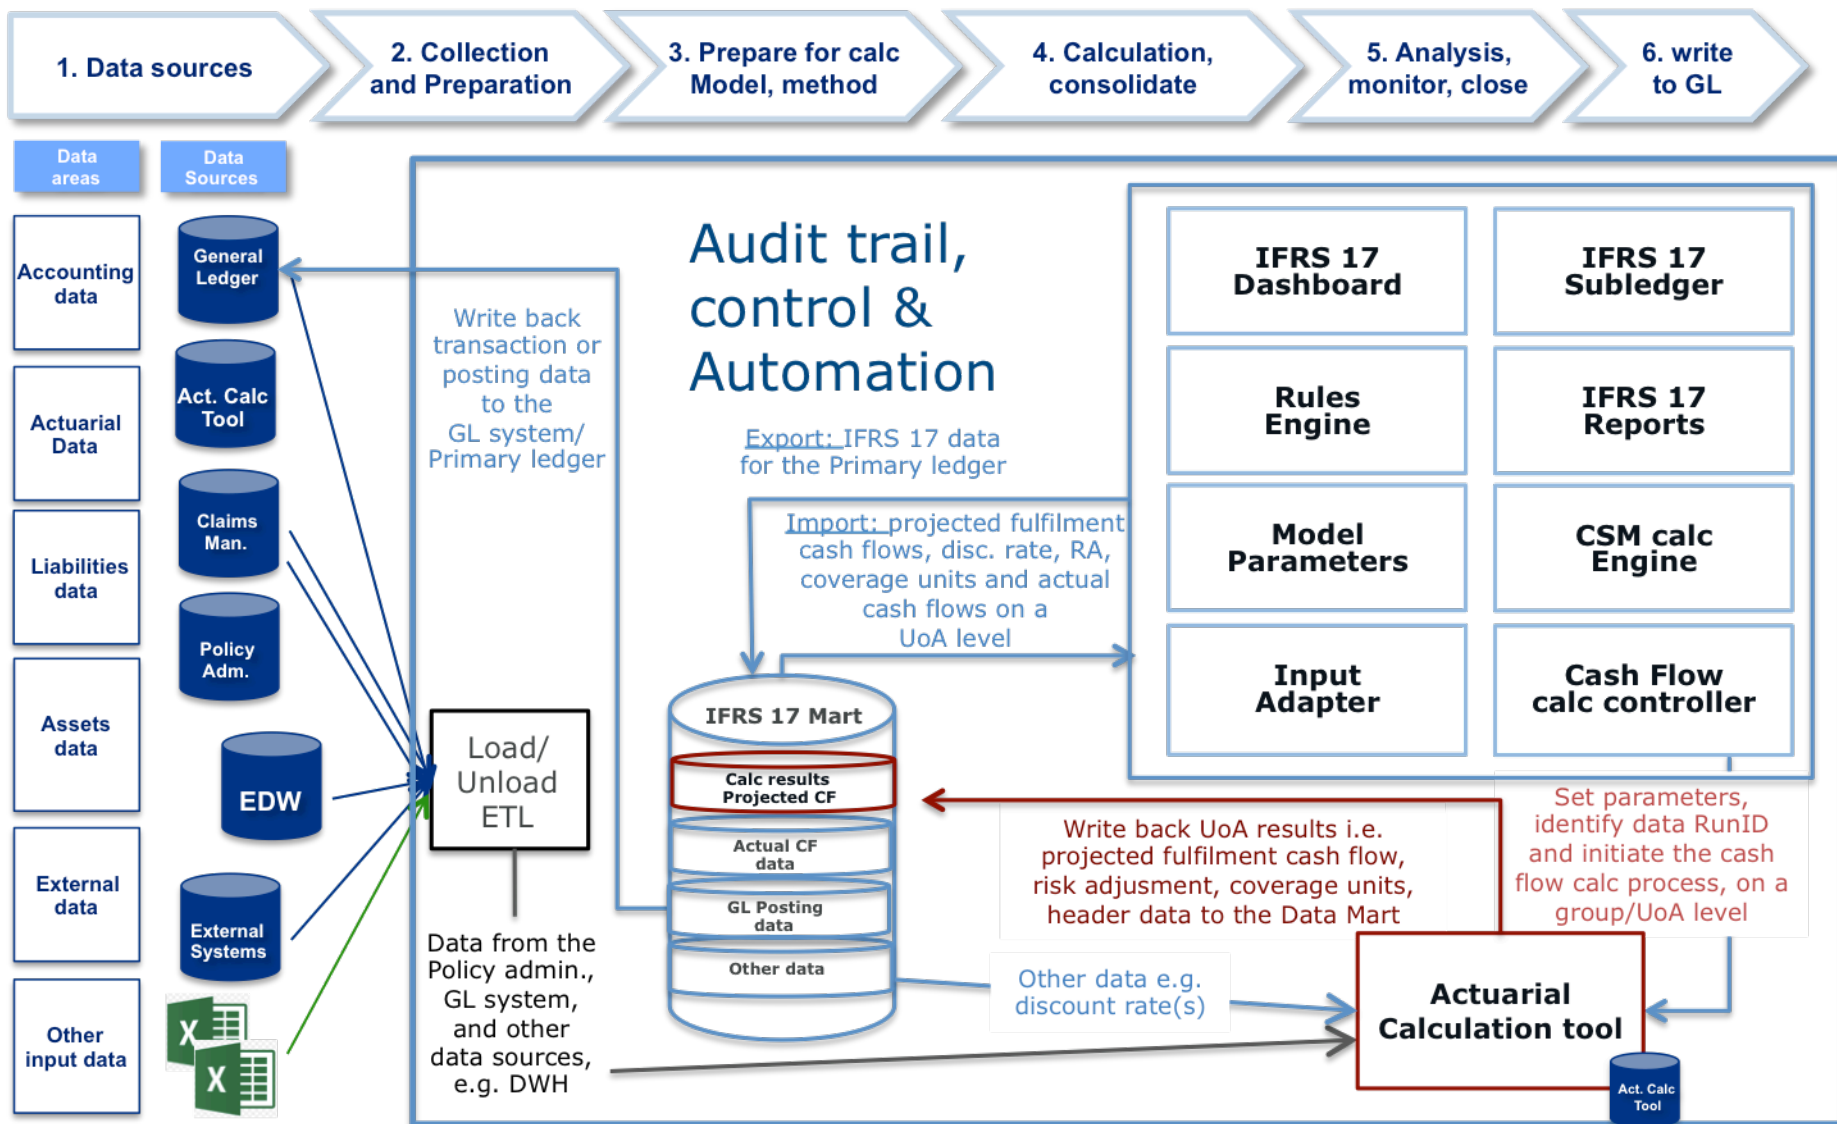 1. Data sources
2. Collection
and Preparation
3. Prepare for calc
Model, method
4. Calculation,
consolidate
5. Analysis,
monitor, close
6. write
to GL
Data
areas
Data
Sources
Accounting
data
Actuarial
Data
Liabilities
data
Assets
data
External
data
Other
input data
General
Ledger
Act. Calc
Tool
Claims
Man.
Policy
Adm.
EDW
External
Systems
X
X
Write back
transaction or
posting data
to the
GL system/
Primary ledger
Load/
Unload
ETL
Data from the
Policy admin.,
GL system,
and other
data sources,
e.g. DWH
Audit trail,
control &
Automation
Export: IFRS 17 data
for the Primary ledger
Import: projected fulfilment
cash flows, disc. rate, RA,
coverage units and actual
cash flows on a
UoA level
IFRS 17 Mart
Calc results
Projected CF
Actual CF
data
GL Posting
data
Other data
IFRS 17
Dashboard
IFRS 17
Subledger
Rules
Engine
IFRS 17
Reports
Model
Parameters
CSM calc
Engine
Input
Adapter
Cash Flow
calc controller
Write back UoA results i.e.
projected fulfilment cash flow,
risk adjusment, coverage units,
header data to the Data Mart
Set parameters,
identify data RunID
and initiate the cash
flow calc process, on a
group/UoA level
Other data e.g.
discount rate(s)
Actuarial
Calculation tool
Act. Calc
Tool